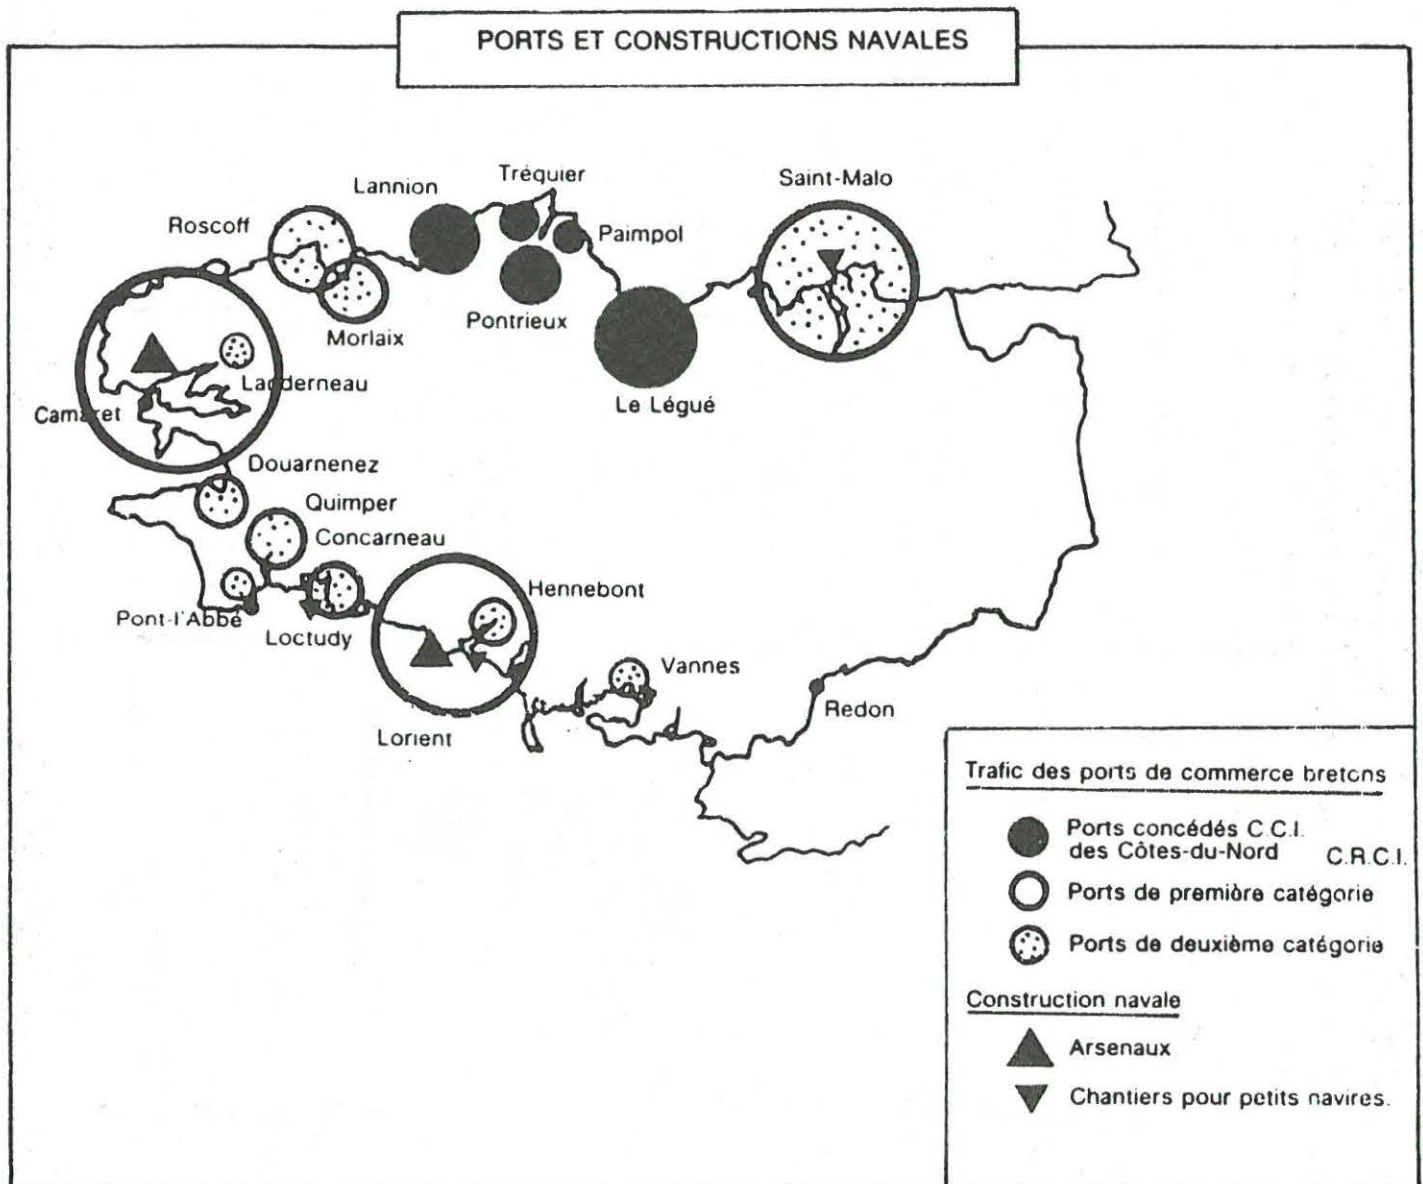 PORTS ET CONSTRUCTIONS NAVALES
Tréquier
Lannion
Saint-Malo
Roscoff
Paimpol
Pontrieux
Morlaix
Landerneau
Le Légué
Camaret
Douarnenez
Quimper
Concarneau
Hennebont
Pont-l'Abbé
Loctudy
Vannes
Redon
Lorient
Trafic des ports de commerce bretons
Ports concédés C.C.I.
des Côtes-du-Nord C.R.C.I.
Ports de première catégorie
Ports de deuxième catégorie
Construction navale
Arsenaux
Chantiers pour petits navires.